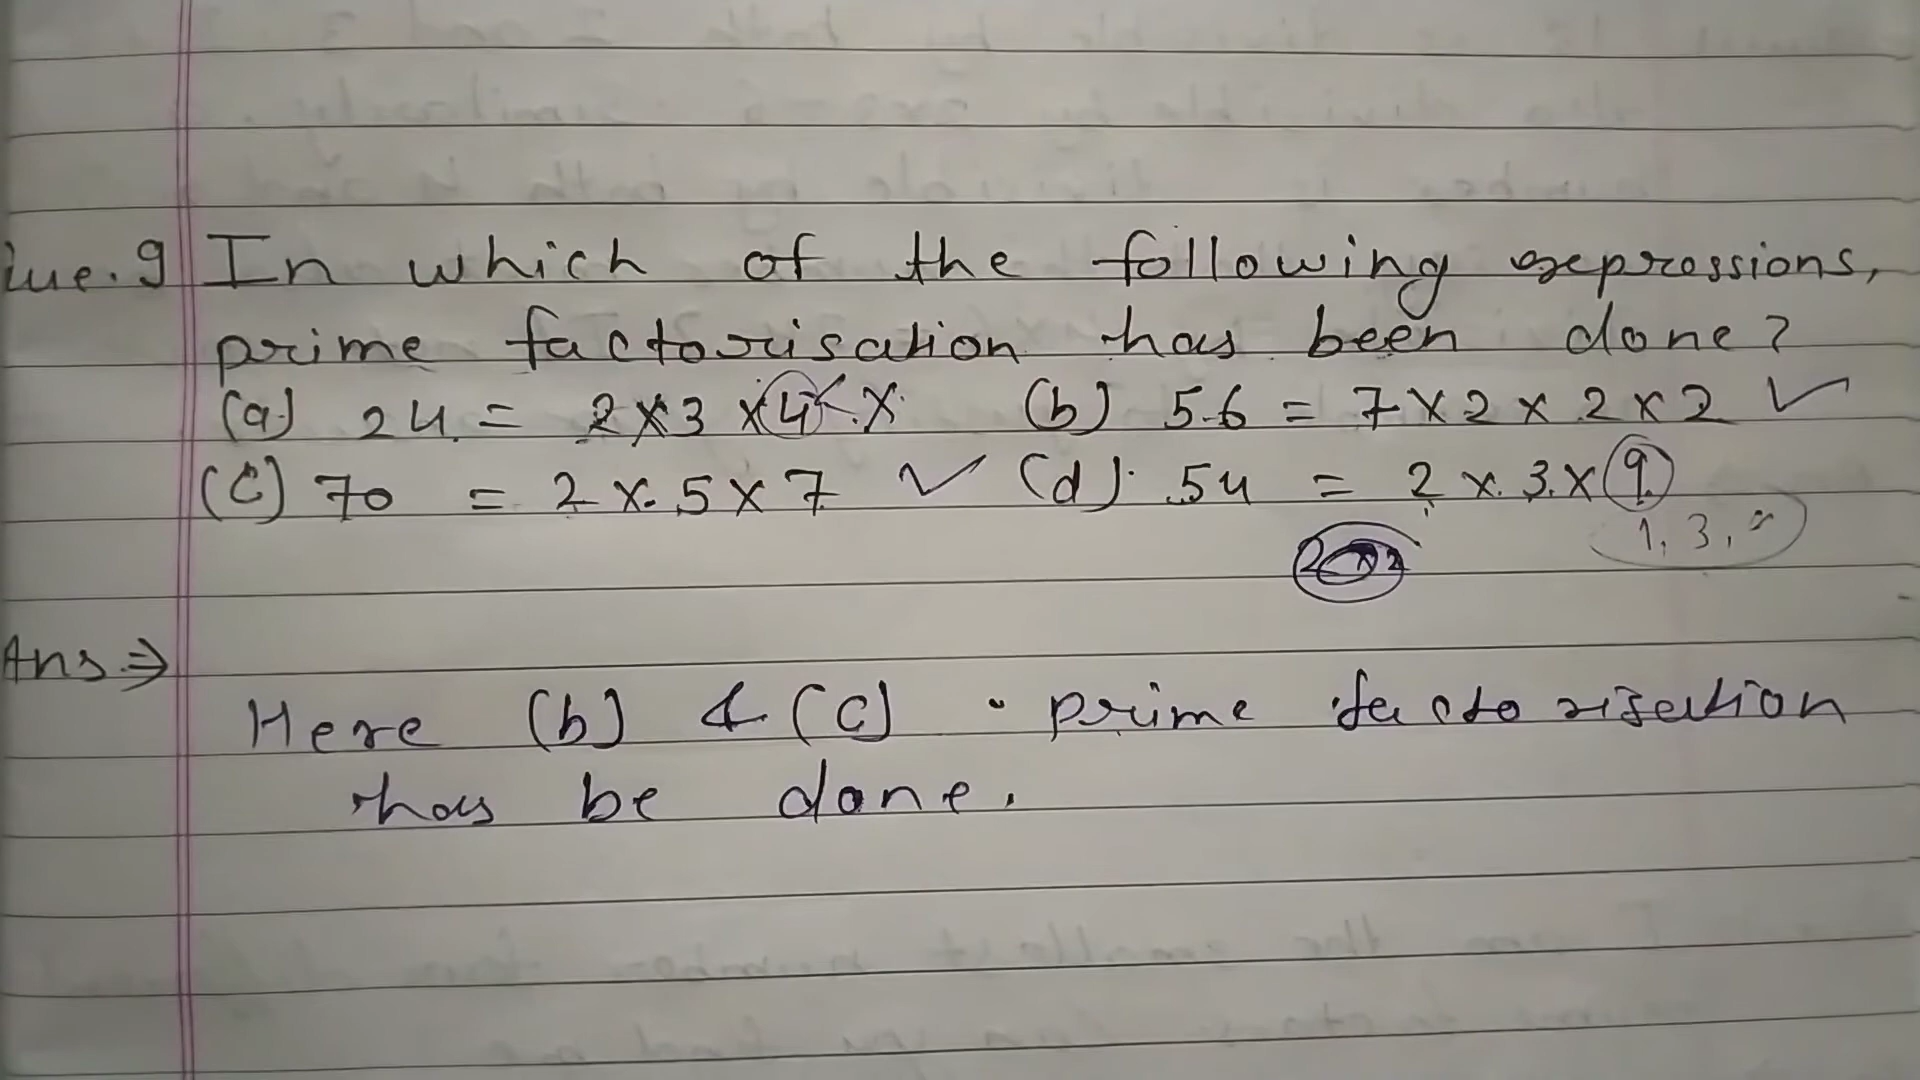 Que.9 In which of the following expressions,
prime factorisation has been done?
(a) 24 = 2×3×4 × (b) 56 = 7×2×2×2 ✓
(c) 70 = 2×5×7 ✓ (d) 54 = 2×3×9
1, 3,
Ans ⇒
Here (b) & (c) prime factorisation
has be done.